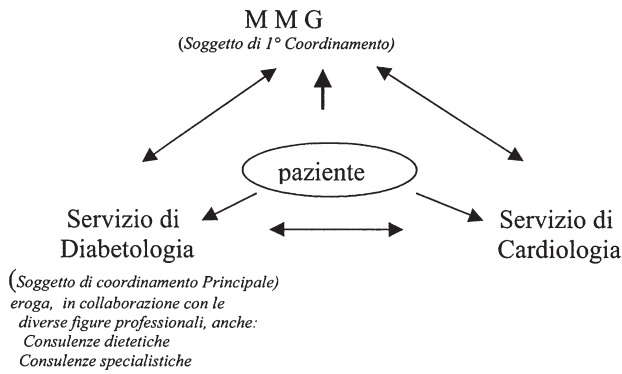 M M G
(Soggetto di 1° Coordinamento)
paziente
Servizio di
Diabetologia
(Soggetto di coordinamento Principale)
eroga, in collaborazione con le
diverse figure professionali, anche:
Consulenze dietetiche
Consulenze specialistiche
Servizio di
Cardiologia